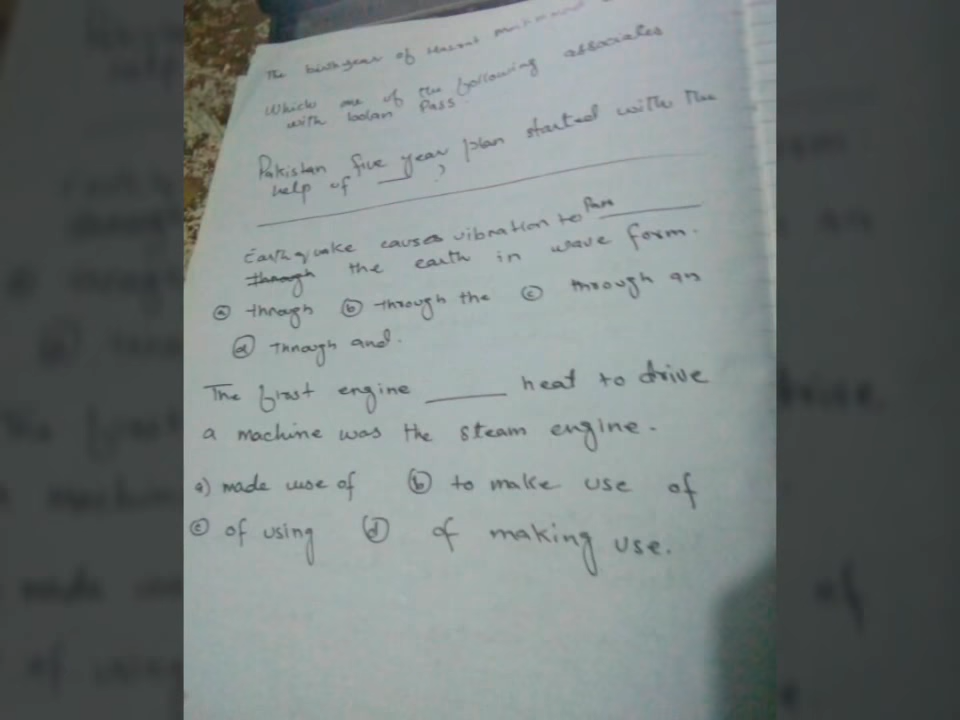 The birth year of Hazrat
Which one of the following associates
with bolan Pass.
Pakistan five year plan started with the
help of ___ ?
Earthquake causes vibration to Pass ______
through the earth in wave form.
(a) through (b) through the (c) through an
(d) through and.
The first engine ______ heat to drive
a machine was the steam engine.
a) made use of (b) to make use of
(c) of using (d) of making use.